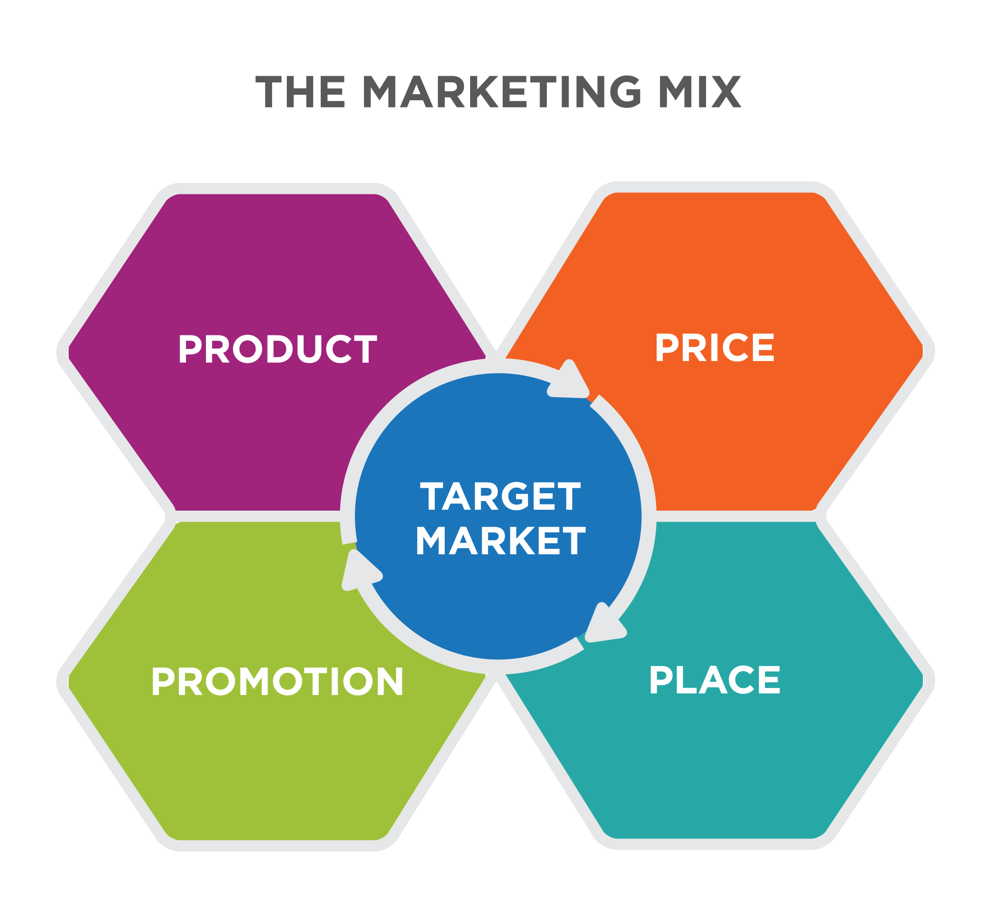 THE MARKETING MIX
PRODUCT
PRICE
TARGET
MARKET
PROMOTION
PLACE